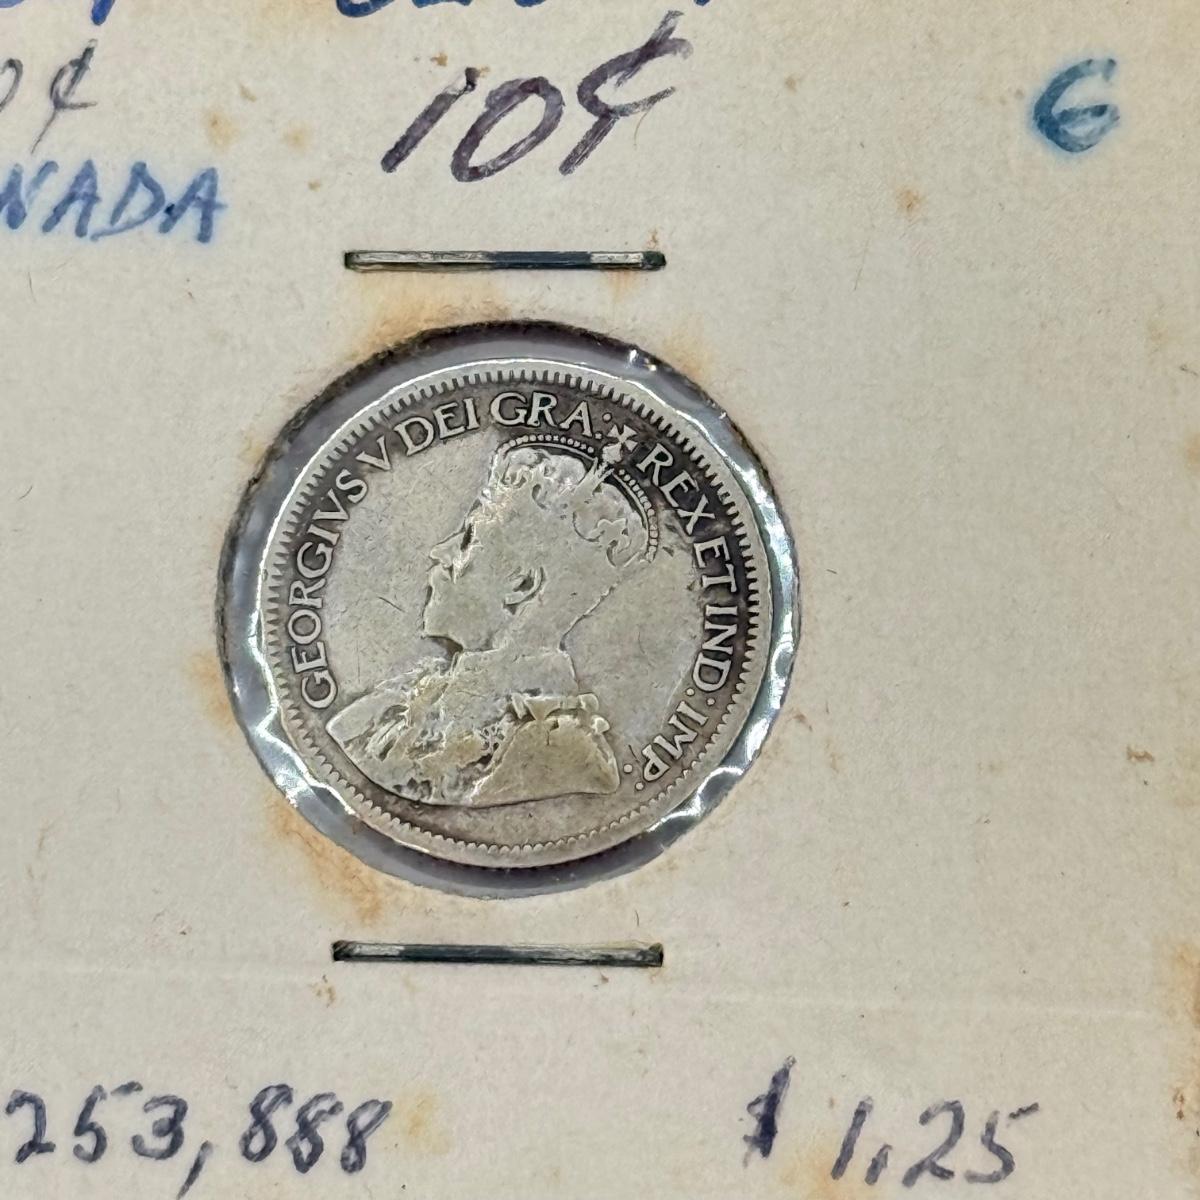 10¢
G
¢
NADA
GEORGIVS V DEI GRA: REX ET IND: IMP:
253,888
$1,25